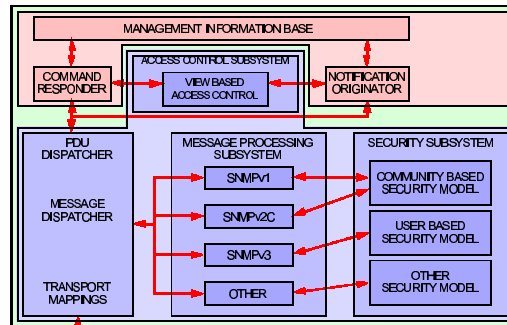 MANAGEMENT INFORMATION BASE
ACCESS CONTROL SUBSYSTEM
COMMAND
RESPONDER
VIEW BASED
ACCESS CONTROL
NOTIFICATION
ORIGINATOR
PDU
DISPATCHER
MESSAGE
DISPATCHER
TRANSPORT
MAPPINGS
MESSAGE PROCESSING
SUBSYSTEM
SNMPv1
SNMPv2C
SNMPv3
OTHER
SECURITY SUBSYSTEM
COMMUNITY BASED
SECURITY MODEL
USER BASED
SECURITY MODEL
OTHER
SECURITY MODEL